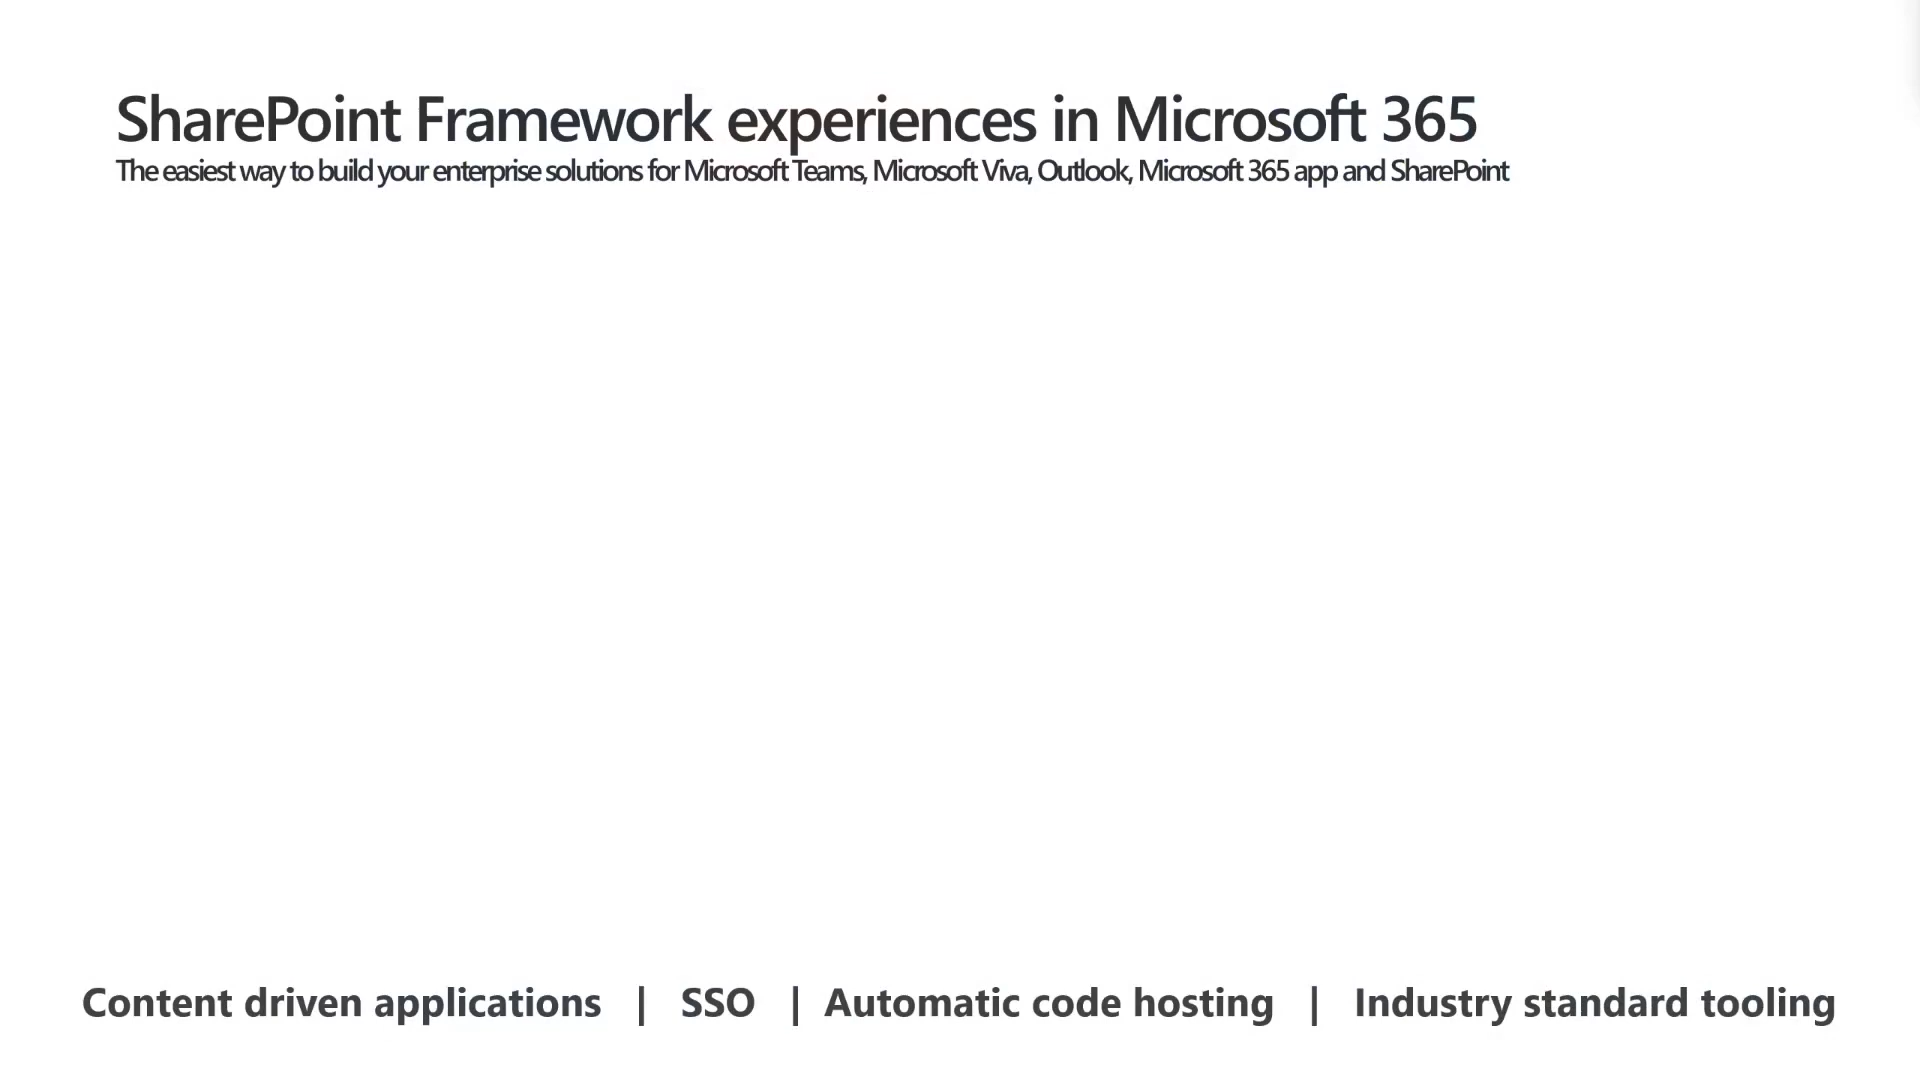 SharePoint Framework experiences in Microsoft 365
The easiest way to build your enterprise solutions for Microsoft Teams, Microsoft Viva, Outlook, Microsoft 365 app and SharePoint
Content driven applications | SSO | Automatic code hosting | Industry standard tooling